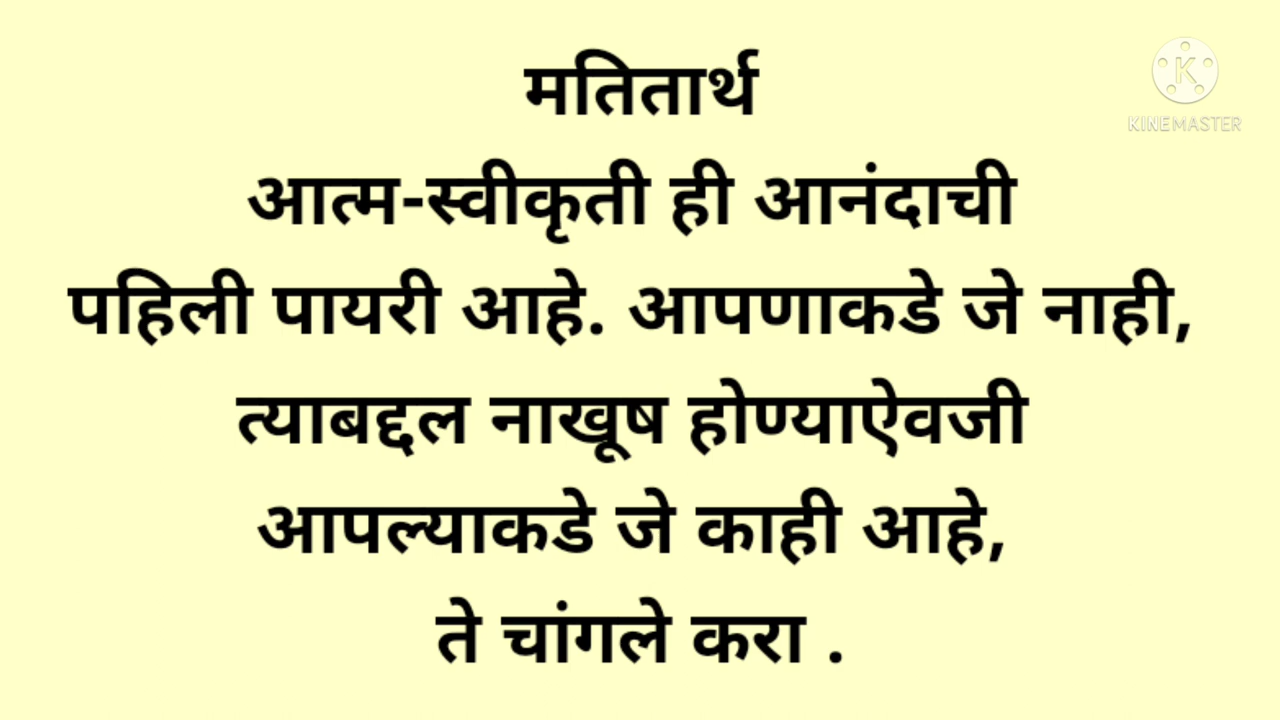 मतितार्थ
KINEMASTER
आत्म-स्वीकृती ही आनंदाची
पहिली पायरी आहे. आपणाकडे जे नाही,
त्याबद्दल नाखूष होण्याऐवजी
आपल्याकडे जे काही आहे,
ते चांगले करा .